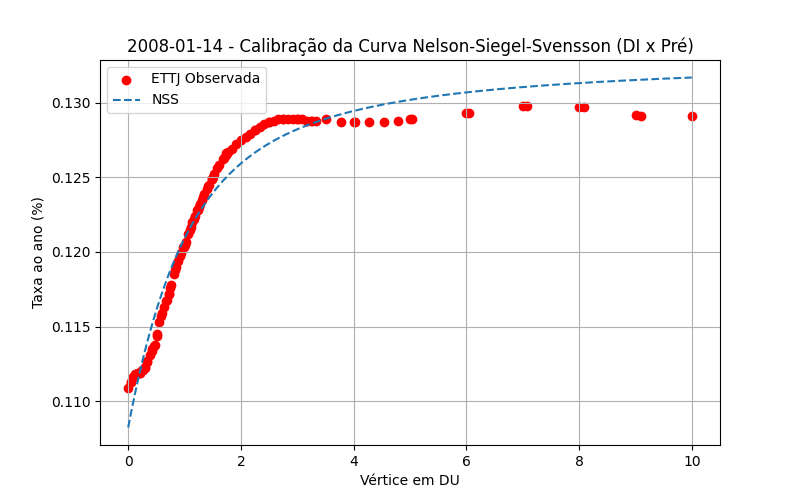 2008-01-14 - Calibração da Curva Nelson-Siegel-Svensson (DI x Pré)
ETTJ Observada
NSS
Taxa ao ano (%)
0.130
0.125
0.120
0.115
0.110
0 2 4 6 8 10
Vértice em DU